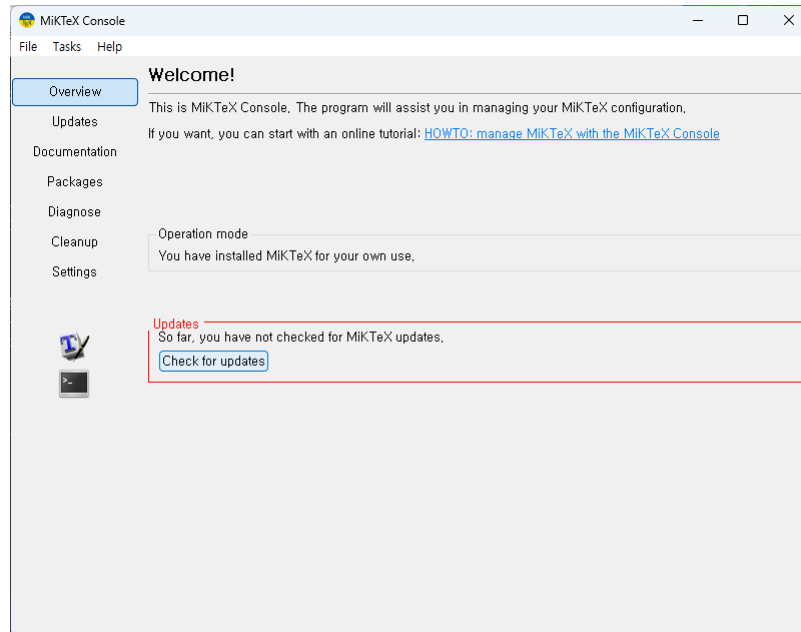 MiKTeX Console
File Tasks Help
Welcome!
Overview
Updates
Documentation
Packages
Diagnose
Cleanup
Settings
This is MiKTeX Console. The program will assist you in managing your MiKTeX configuration.
If you want, you can start with an online tutorial: HOWTO: manage MiKTeX with the MiKTeX Console
Operation mode
You have installed MiKTeX for your own use.
Updates
So far, you have not checked for MiKTeX updates.
Check for updates